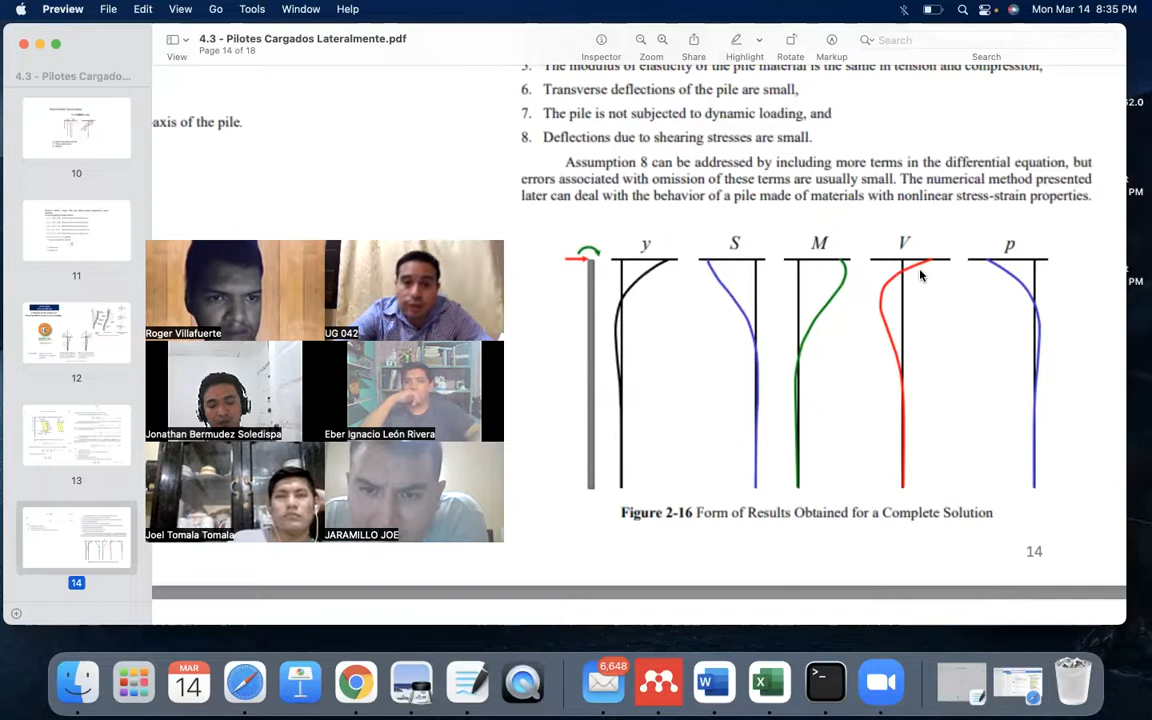 Preview File Edit View Go Tools Window Help
Mon Mar 14 8:35 PM
4.3 - Pilotes Cargados Lateralmente.pdf
Page 14 of 18
View
Inspector
Zoom
Share
Highlight
Rotate
Markup
Search
Search
4.3 - Pilotes Cargado...
10
11
12
13
14
axis of the pile.
5. The modulus of elasticity of the pile material is the same in tension and compression,
6. Transverse deflections of the pile are small,
7. The pile is not subjected to dynamic loading, and
8. Deflections due to shearing stresses are small.
Assumption 8 can be addressed by including more terms in the differential equation, but
errors associated with omission of these terms are usually small. The numerical method presented
later can deal with the behavior of a pile made of materials with nonlinear stress-strain properties.
y S M V p
Figure 2-16 Form of Results Obtained for a Complete Solution
14
Roger Villafuerte
UG 042
Jonathan Bermudez Soledispa
Eber Ignacio León Rivera
Joel Tomala Tomala
JARAMILLO JOE
32.0
PM
PM
MAR
14
6,648